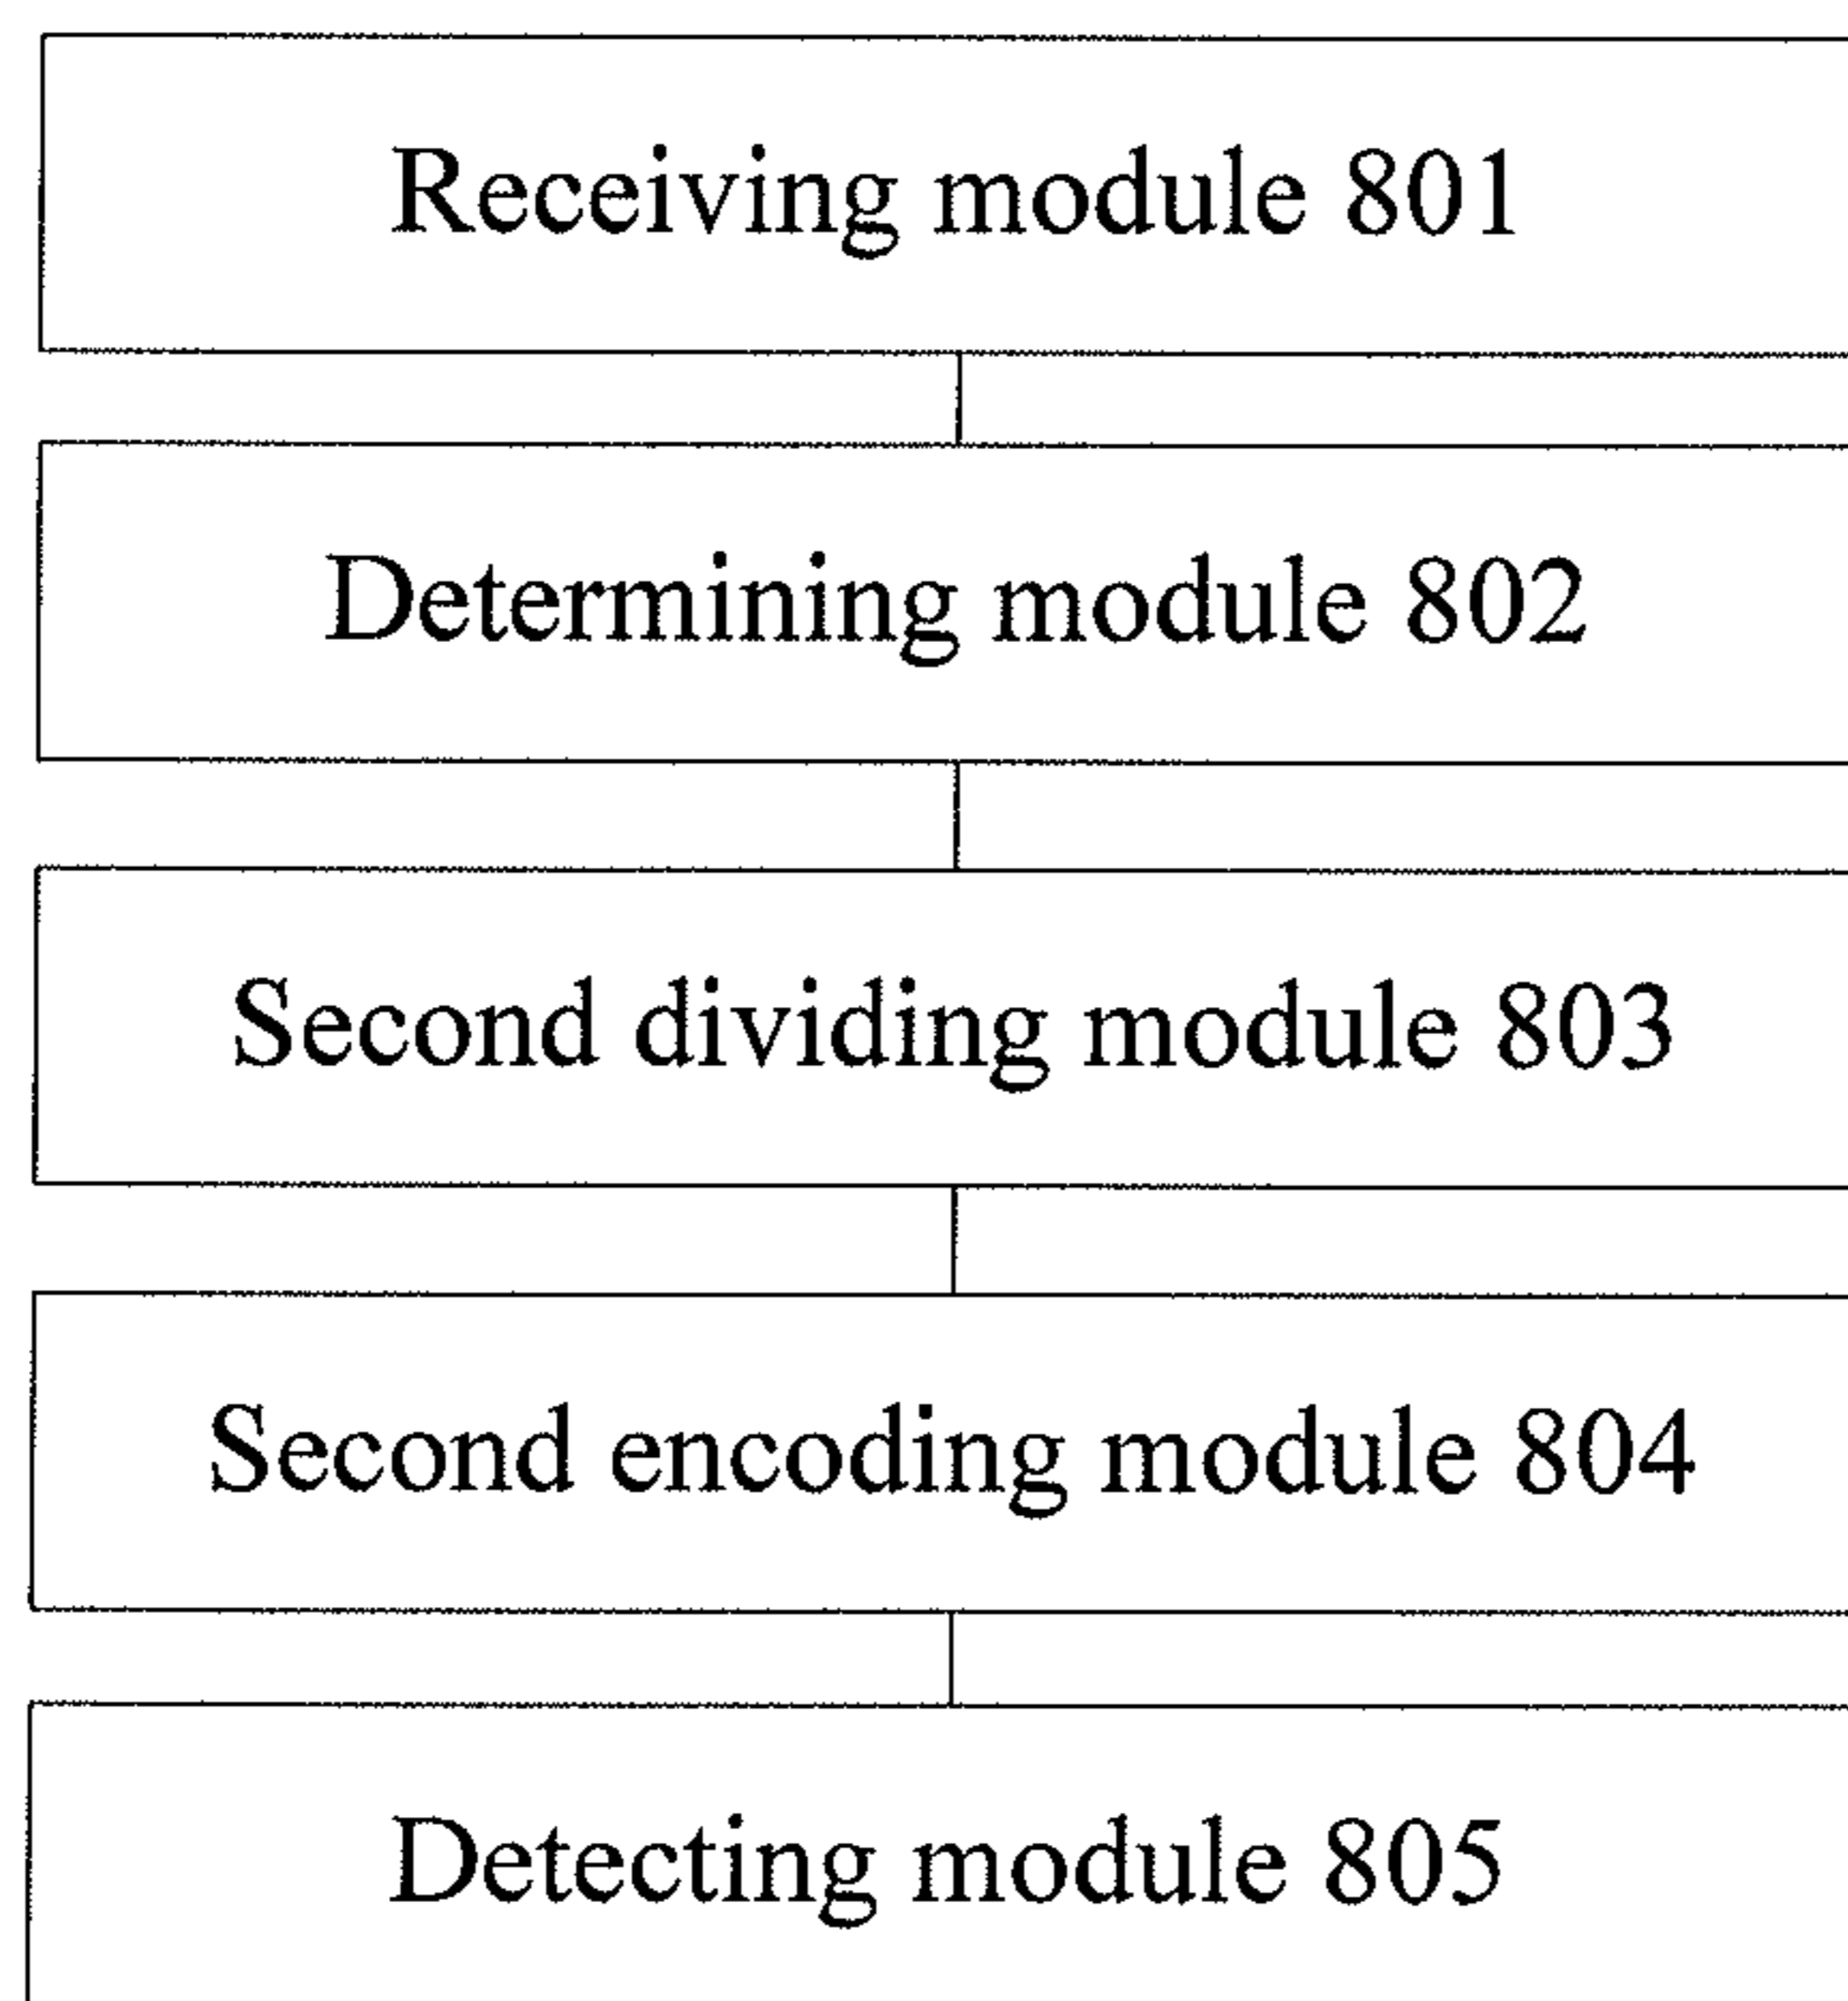 Receiving module 801
Determining module 802
Second dividing module 803
Second encoding module 804
Detecting module 805